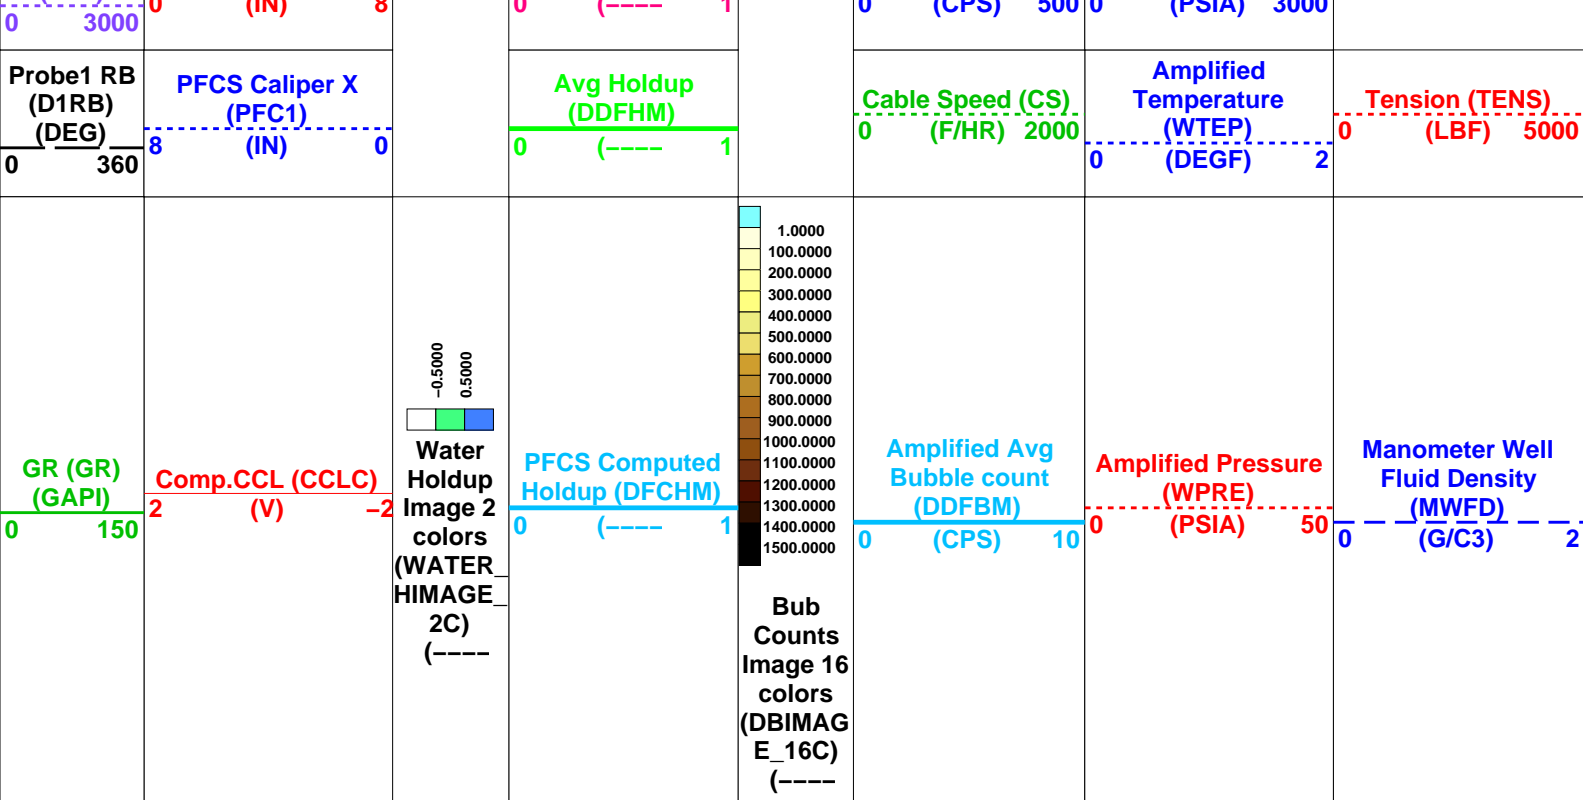 0 3000
0 (IN) 8
0 (---- 1
0 (CPS) 500
0 (PSIA) 3000
Probe1 RB
(D1RB)
(DEG)
0 360
PFCS Caliper X
(PFC1)
8 (IN) 0
Avg Holdup
(DDFHM)
0 (---- 1
Cable Speed (CS)
0 (F/HR) 2000
Amplified
Temperature
(WTEP)
0 (DEGF) 2
Tension (TENS)
0 (LBF) 5000
GR (GR)
(GAPI)
0 150
Comp.CCL (CCLC)
2 (V) −2
−0.5000
0.5000
Water
Holdup
Image 2
colors
(WATER_
HIMAGE_
2C)
(----
PFCS Computed
Holdup (DFCHM)
0 (---- 1
1.0000
100.0000
200.0000
300.0000
400.0000
500.0000
600.0000
700.0000
800.0000
900.0000
1000.0000
1100.0000
1200.0000
1300.0000
1400.0000
1500.0000
Bub
Counts
Image 16
colors
(DBIMAG
E_16C)
(----
Amplified Avg
Bubble count
(DDFBM)
0 (CPS) 10
Amplified Pressure
(WPRE)
0 (PSIA) 50
Manometer Well
Fluid Density
(MWFD)
0 (G/C3) 2